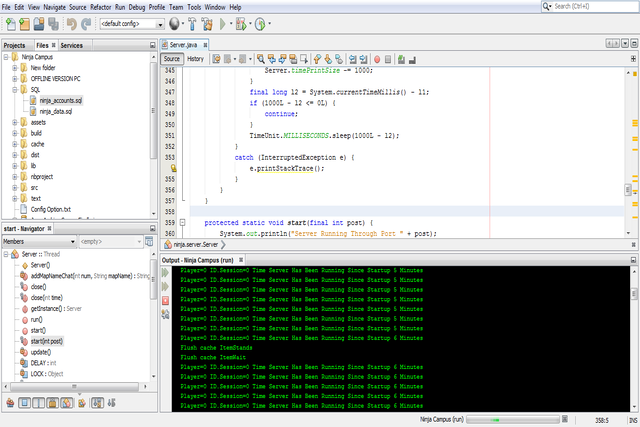 File Edit View Navigate Source Refactor Run Debug Profile Team Tools Window Help
Search (Ctrl+I)
<default config>
Projects Files Services
Ninja Campus
New folder
OFFLINE VERSION PC
SQL
ninja_accounts.sql
ninja_data.sql
assets
build
cache
dist
lib
nbproject
src
text
Config Option.txt
start - Navigator
Members <empty>
Server :: Thread
Server()
addMapNameChat(int num, String mapName) : String
close()
close(int time)
getInstance() : Server
run()
start()
start(int post)
update()
DELAY : int
LOCK : Object
Server.java
Source History
345 Server.timePrintSize -= 1000;
346 }
347 final long l2 = System.currentTimeMillis() - l1;
348 if (1000L - l2 <= 0L) {
349 continue;
350 }
351 TimeUnit.MILLISECONDS.sleep(1000L - l2);
352 }
353 catch (InterruptedException e) {
e.printStackTrace();
355 }
356 }
357 }
358
359 protected static void start(final int post) {
360 System.out.println("Server Running Through Port " + post);
ninja.server.Server
Output - Ninja Campus (run)
Player=0 ID.Session=0 Time Server Has Been Running Since Startup 5 Minutes
Player=0 ID.Session=0 Time Server Has Been Running Since Startup 5 Minutes
Player=0 ID.Session=0 Time Server Has Been Running Since Startup 5 Minutes
Player=0 ID.Session=0 Time Server Has Been Running Since Startup 5 Minutes
Player=0 ID.Session=0 Time Server Has Been Running Since Startup 5 Minutes
Player=0 ID.Session=0 Time Server Has Been Running Since Startup 5 Minutes
Player=0 ID.Session=0 Time Server Has Been Running Since Startup 6 Minutes
Player=0 ID.Session=0 Time Server Has Been Running Since Startup 6 Minutes
Flush cache ItemStands
Flush cache ItemWait
Player=0 ID.Session=0 Time Server Has Been Running Since Startup 6 Minutes
Player=0 ID.Session=0 Time Server Has Been Running Since Startup 6 Minutes
Player=0 ID.Session=0 Time Server Has Been Running Since Startup 6 Minutes
Player=0 ID.Session=0 Time Server Has Been Running Since Startup 6 Minutes
Player=0 ID.Session=0 Time Server Has Been Running Since Startup 6 Minutes
Ninja Campus (run) 358:5 INS